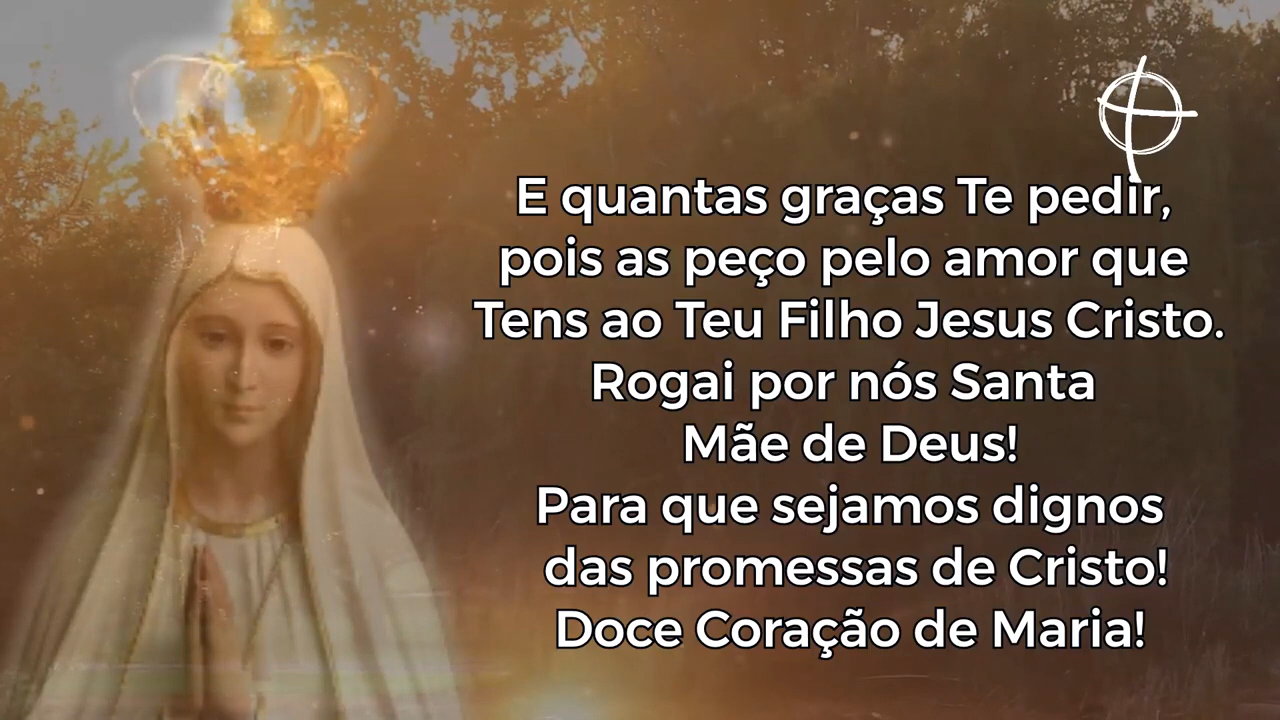 E quantas graças Te pedir,
pois as peço pelo amor que
Tens ao Teu Filho Jesus Cristo.
Rogai por nós Santa
Mãe de Deus!
Para que sejamos dignos
das promessas de Cristo!
Doce Coração de Maria!